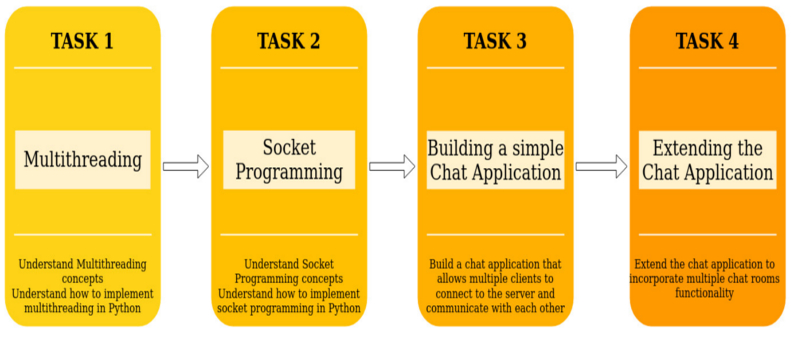 TASK 1
Multithreading
Understand Multithreading
concepts
Understand how to implement
multithreading in Python
TASK 2
Socket
Programming
Understand Socket
Programming concepts
Understand how to implement
socket programming in Python
TASK 3
Building a simple
Chat Application
Build a chat application that
allows multiple clients to
connect to the server and
communicate with each other
TASK 4
Extending the
Chat Application
Extend the chat application to
incorporate multiple chat rooms
functionality